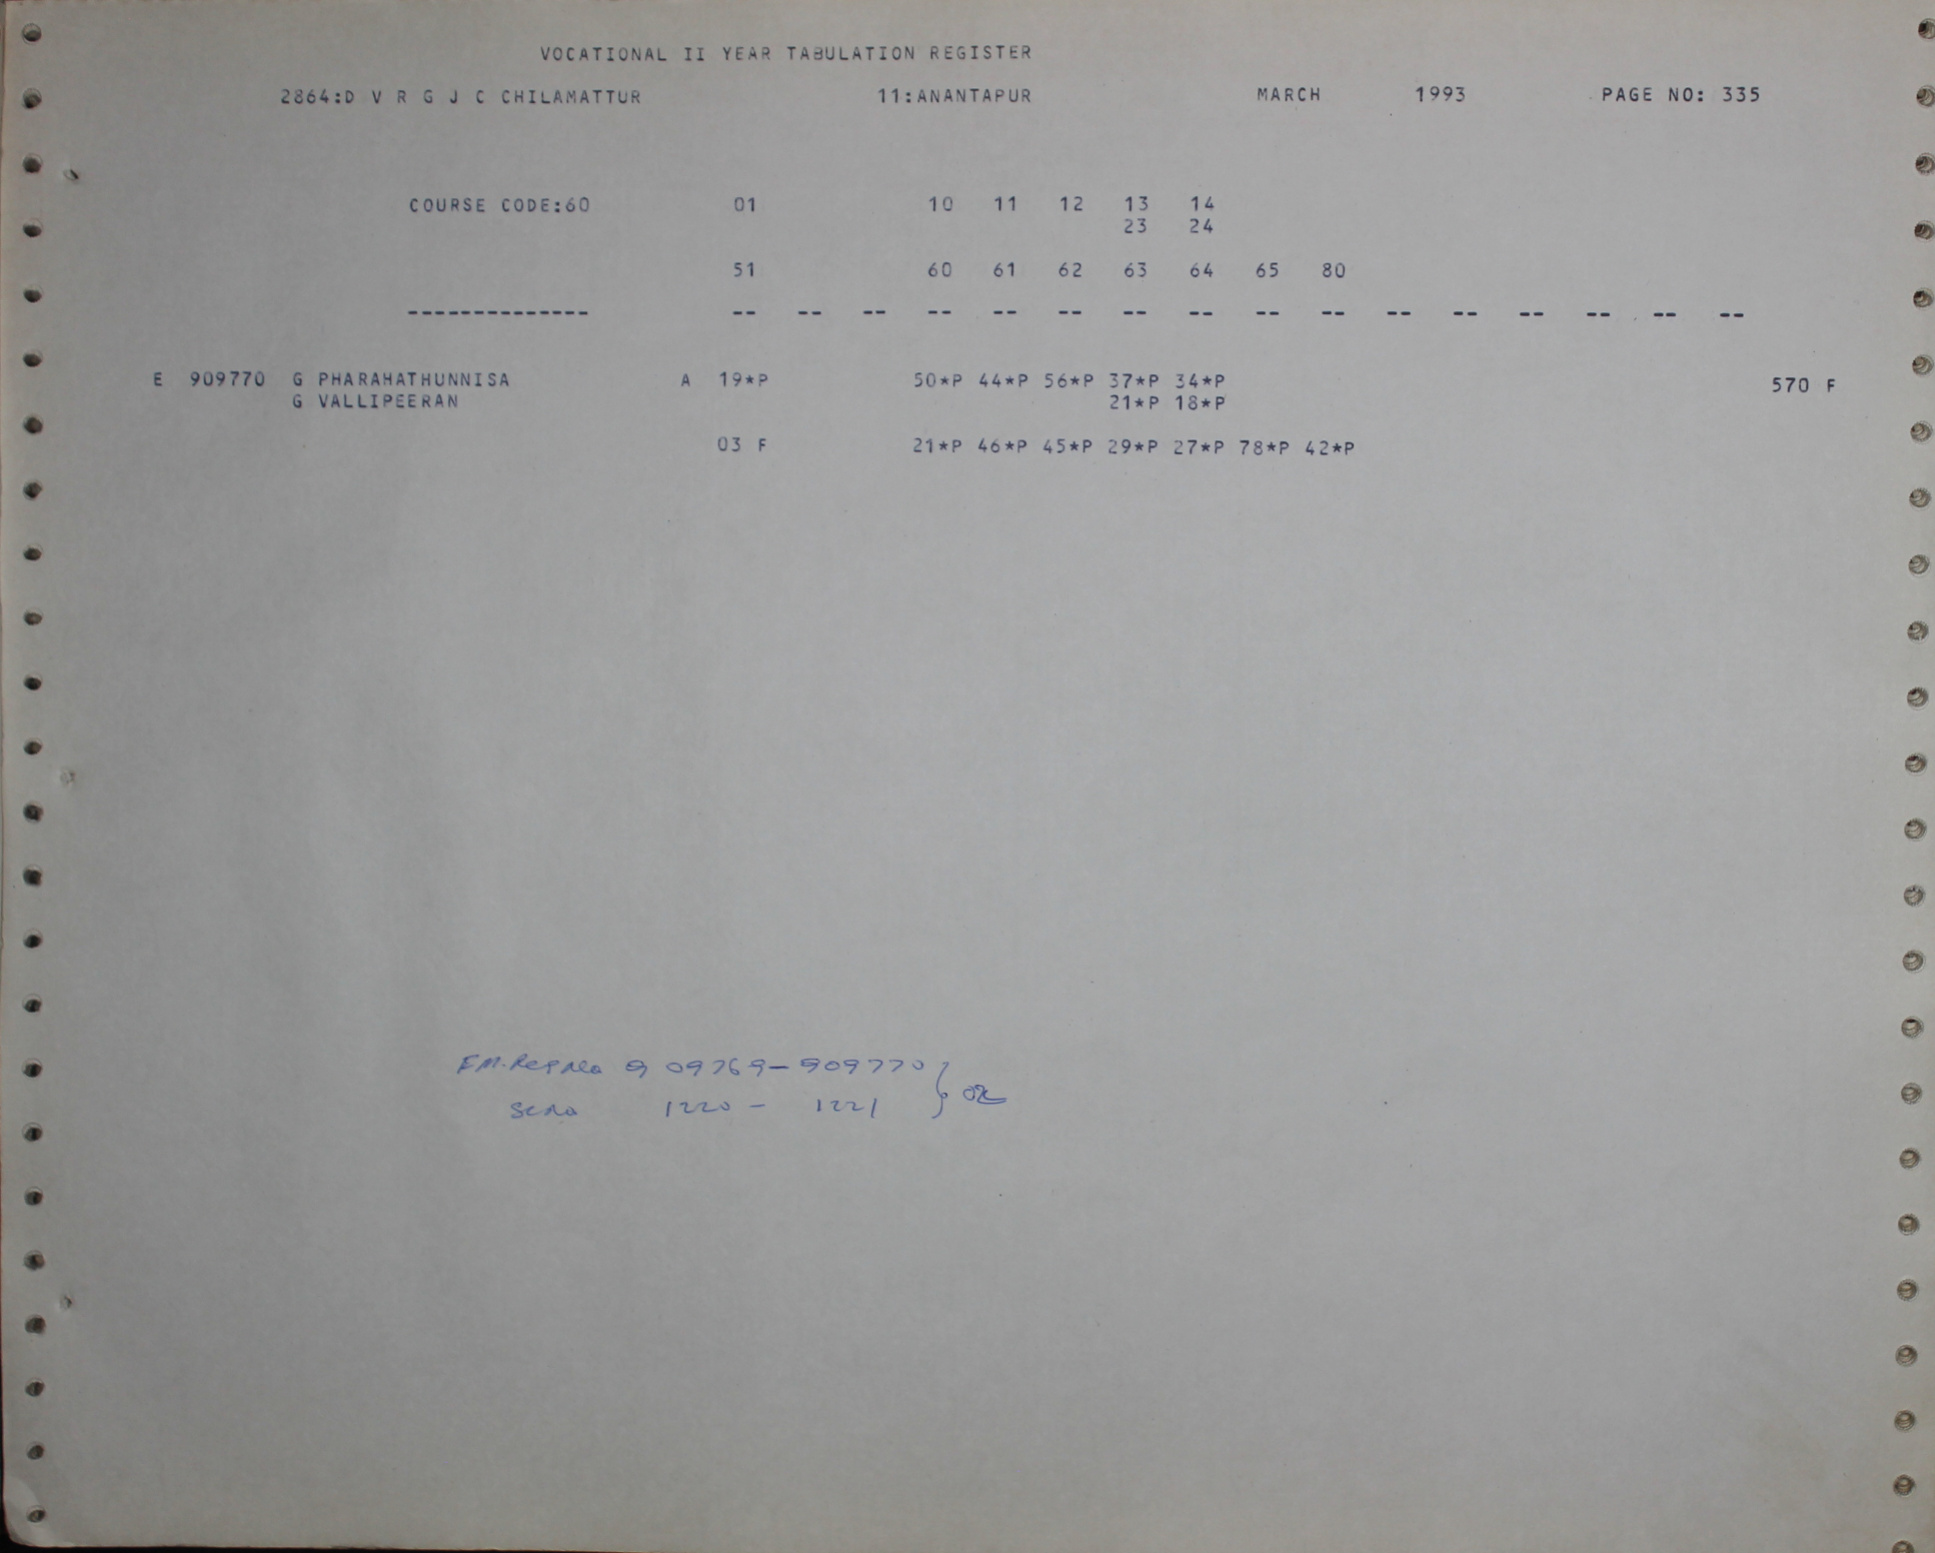 VOCATIONAL II YEAR TABULATION REGISTER
2864:D V R G J C CHILAMATTUR 11:ANANTAPUR MARCH 1993 PAGE NO: 335
COURSE CODE:60 01 10 11 12 13 14
23 24
51 60 61 62 63 64 65 80
-------------- -- -- -- -- -- -- -- -- -- -- -- -- -- -- -- --
E 909770 G PHARAHATHUNNISA A 19*P 50*P 44*P 56*P 37*P 34*P 570 F
G VALLIPEERAN 21*P 18*P
03 F 21*P 46*P 45*P 29*P 27*P 78*P 42*P
909769-909770
1220 - 1221